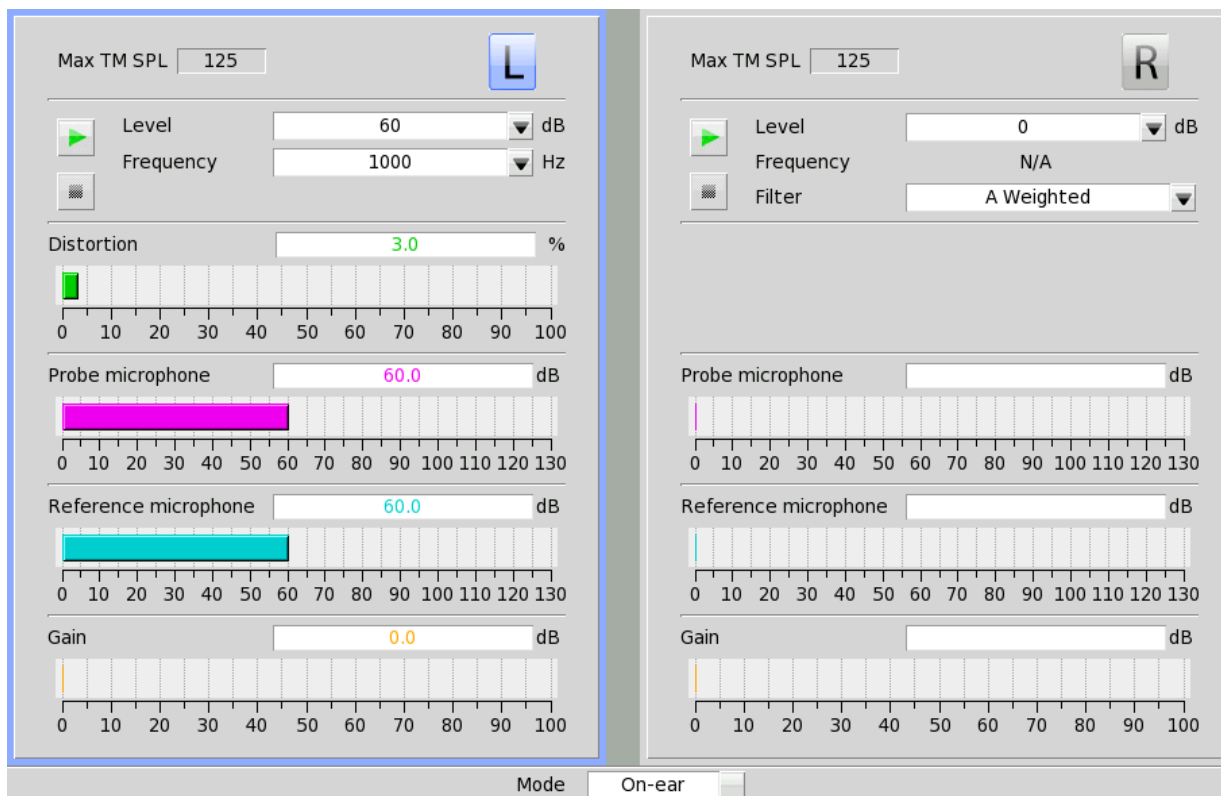 Max TM SPL 125 L
Level 60 dB
Frequency 1000 Hz
Distortion 3.0 %
0 10 20 30 40 50 60 70 80 90 100
Probe microphone 60.0 dB
0 10 20 30 40 50 60 70 80 90 100 110 120 130
Reference microphone 60.0 dB
0 10 20 30 40 50 60 70 80 90 100 110 120 130
Gain 0.0 dB
0 10 20 30 40 50 60 70 80 90 100
Max TM SPL 125 R
Level 0 dB
Frequency N/A
Filter A Weighted
Probe microphone dB
0 10 20 30 40 50 60 70 80 90 100 110 120 130
Reference microphone dB
0 10 20 30 40 50 60 70 80 90 100 110 120 130
Gain dB
0 10 20 30 40 50 60 70 80 90 100
Mode On-ear